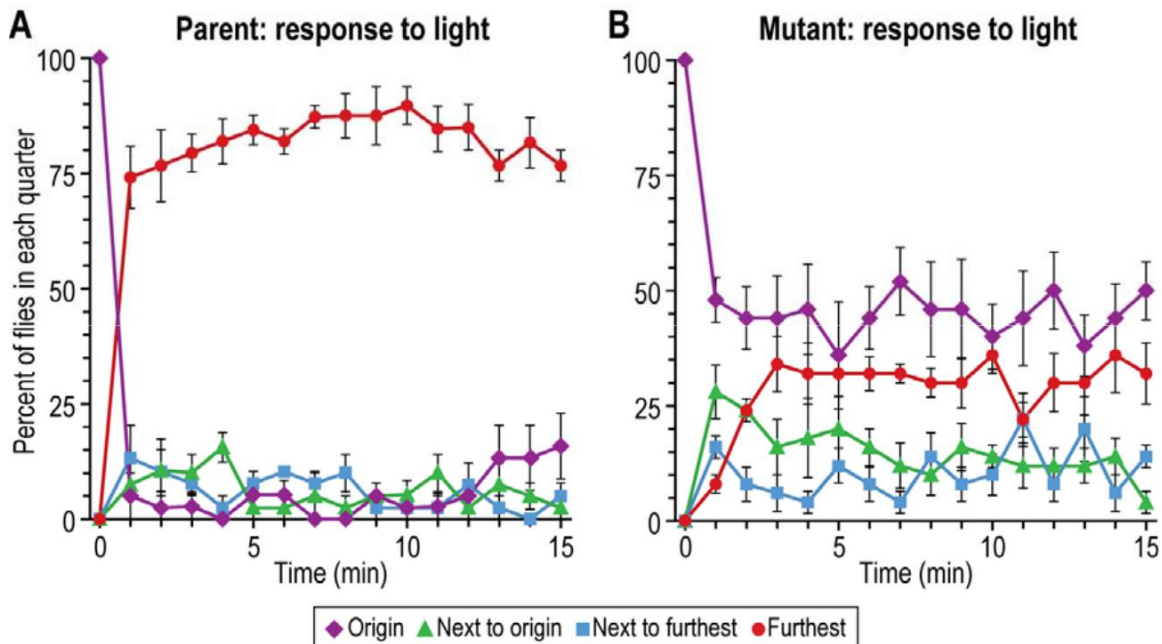 A Parent: response to light
B Mutant: response to light
Percent of flies in each quarter
100
75
50
25
0
0 5 10 15
Time (min)
100
75
50
25
0
0 5 10 15
Time (min)
Origin Next to origin Next to furthest Furthest